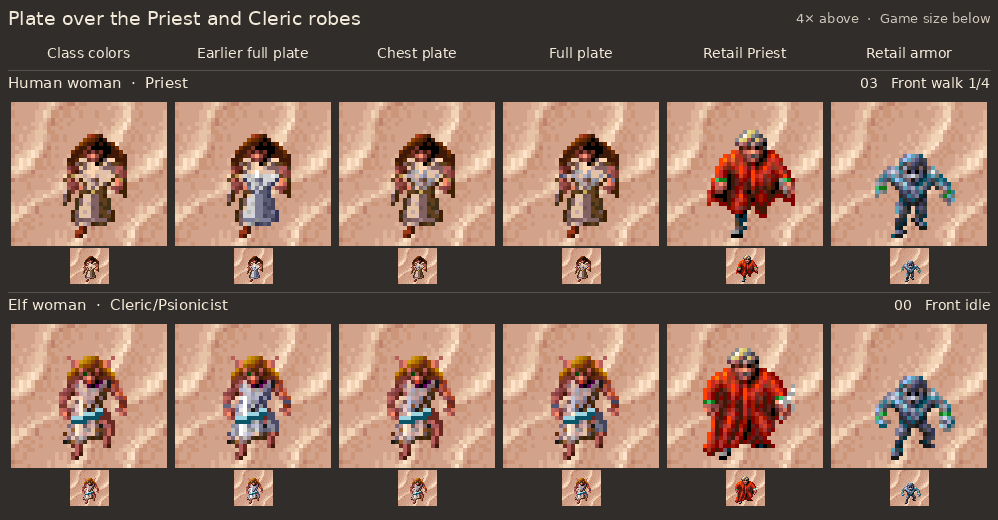 Plate over the Priest and Cleric robes
4× above · Game size below
Class colors Earlier full plate Chest plate Full plate Retail Priest Retail armor
Human woman · Priest
03 Front walk 1/4
Elf woman · Cleric/Psionicist
00 Front idle